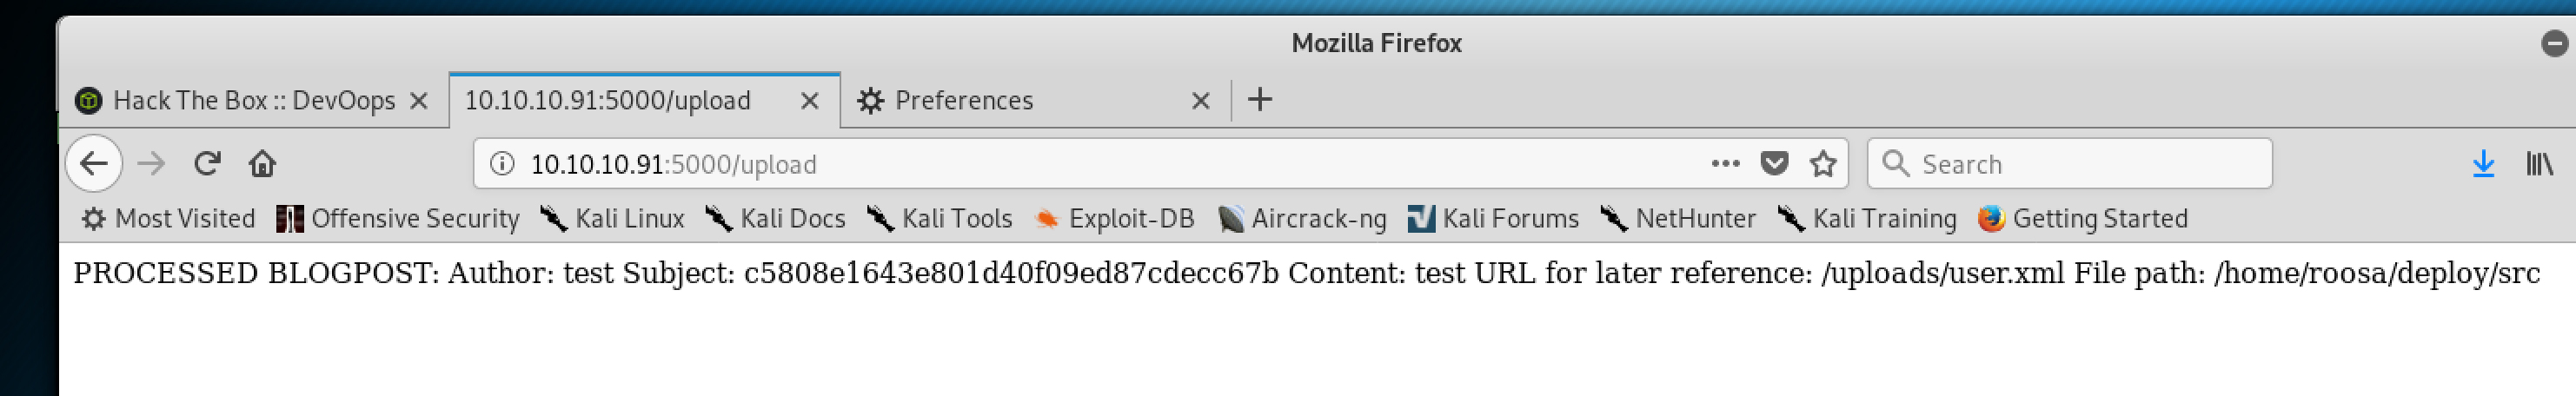 Mozilla Firefox
Hack The Box :: DevOops 10.10.10.91:5000/upload Preferences
10.10.10.91:5000/upload Search
Most Visited Offensive Security Kali Linux Kali Docs Kali Tools Exploit-DB Aircrack-ng Kali Forums NetHunter Kali Training Getting Started
PROCESSED BLOGPOST: Author: test Subject: c5808e1643e801d40f09ed87cdecc67b Content: test URL for later reference: /uploads/user.xml File path: /home/roosa/deploy/src